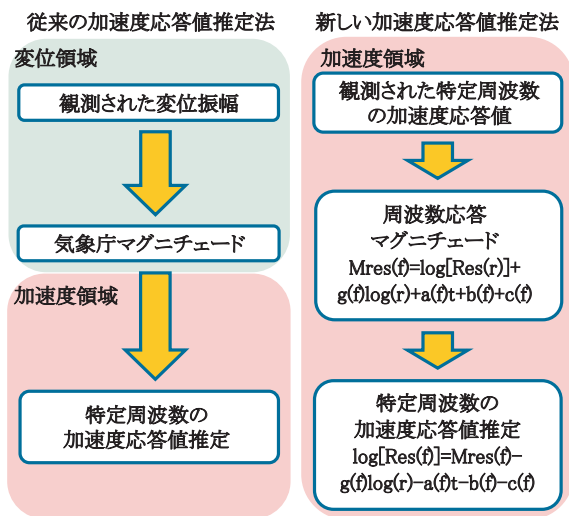 従来の加速度応答値推定法
変位領域
観測された変位振幅
気象庁マグニチェード
加速度領域
特定周波数の
加速度応答値推定
新しい加速度応答値推定法
加速度領域
観測された特定周波数
の加速度応答値
周波数応答
マグニチェード
Mres(f)=log[Res(r)]+
g(f)log(r)+a(f)t+b(f)+c(f)
特定周波数の
加速度応答値推定
log[Res(f)]=Mres(f)−
g(f)log(r)−a(f)t−b(f)−c(f)